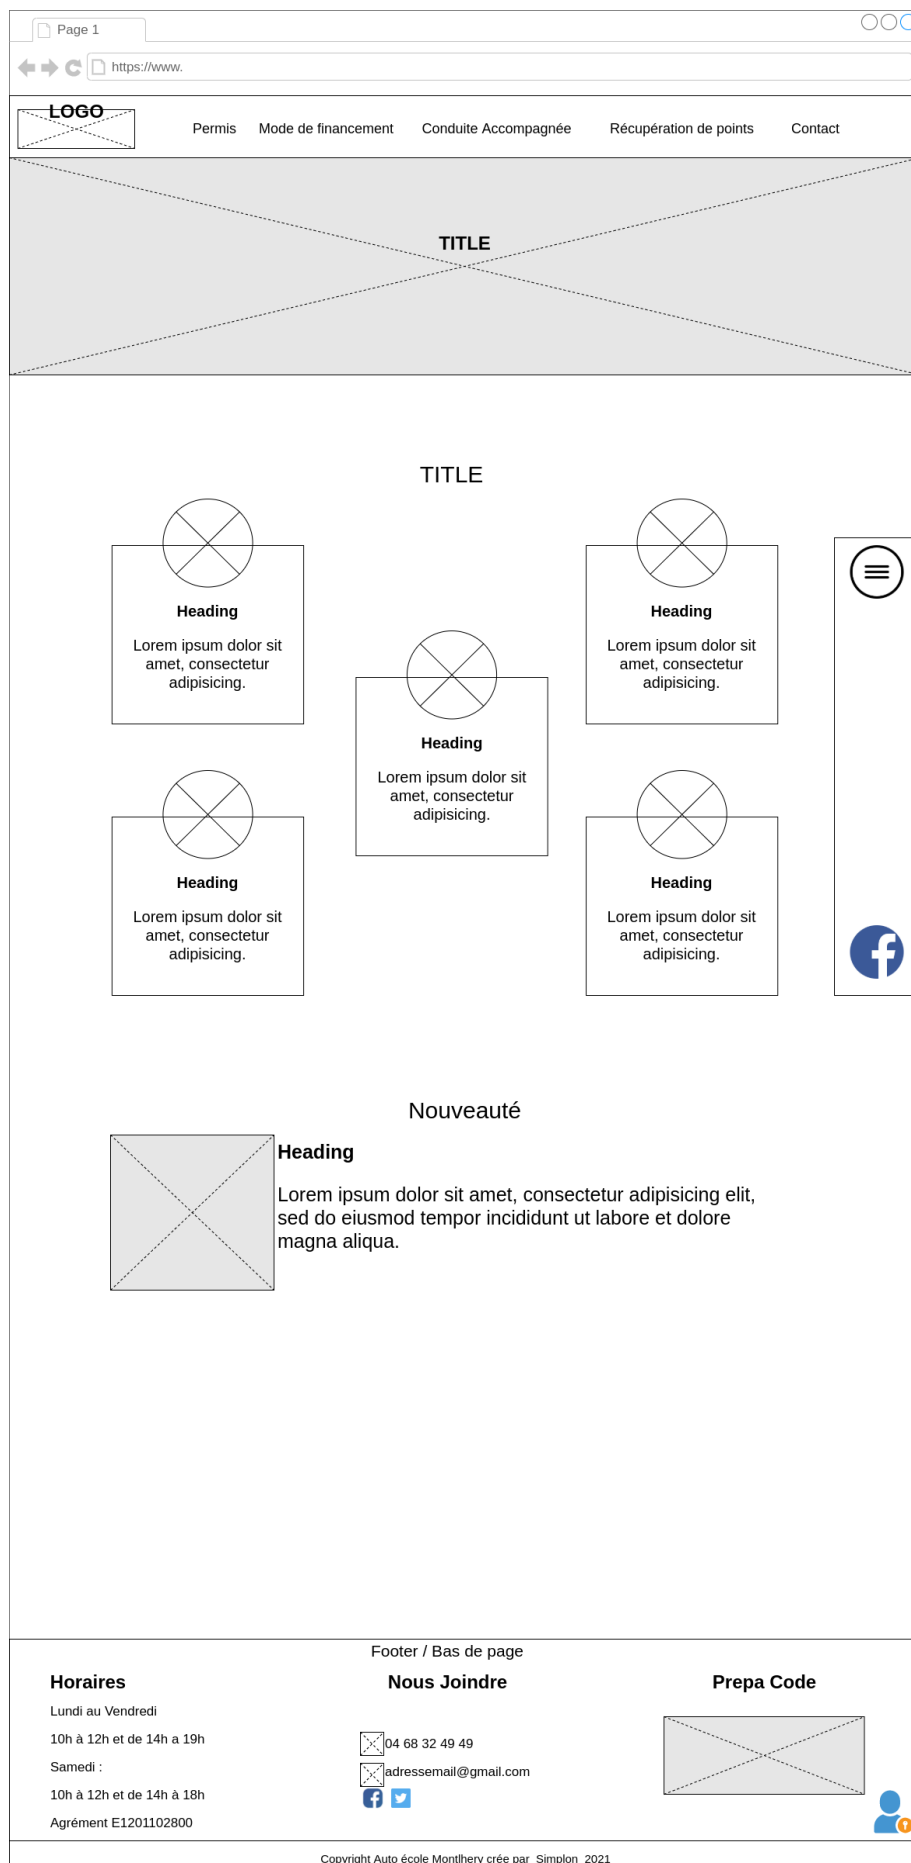 Page 1
https://www.
LOGO
Permis
Mode de financement
Conduite Accompagnée
Récupération de points
Contact
TITLE
TITLE
Heading
Lorem ipsum dolor sit
amet, consectetur
adipisicing.
Heading
Lorem ipsum dolor sit
amet, consectetur
adipisicing.
Heading
Lorem ipsum dolor sit
amet, consectetur
adipisicing.
Heading
Lorem ipsum dolor sit
amet, consectetur
adipisicing.
Heading
Lorem ipsum dolor sit
amet, consectetur
adipisicing.
Nouveauté
Heading
Lorem ipsum dolor sit amet, consectetur adipisicing elit,
sed do eiusmod tempor incididunt ut labore et dolore
magna aliqua.
Footer / Bas de page
Horaires
Lundi au Vendredi
10h à 12h et de 14h a 19h
Samedi :
10h à 12h et de 14h à 18h
Agrément E1201102800
Nous Joindre
04 68 32 49 49
adressemail@gmail.com
Prepa Code
Copyright Auto école Montlhery crée par Simplon 2021